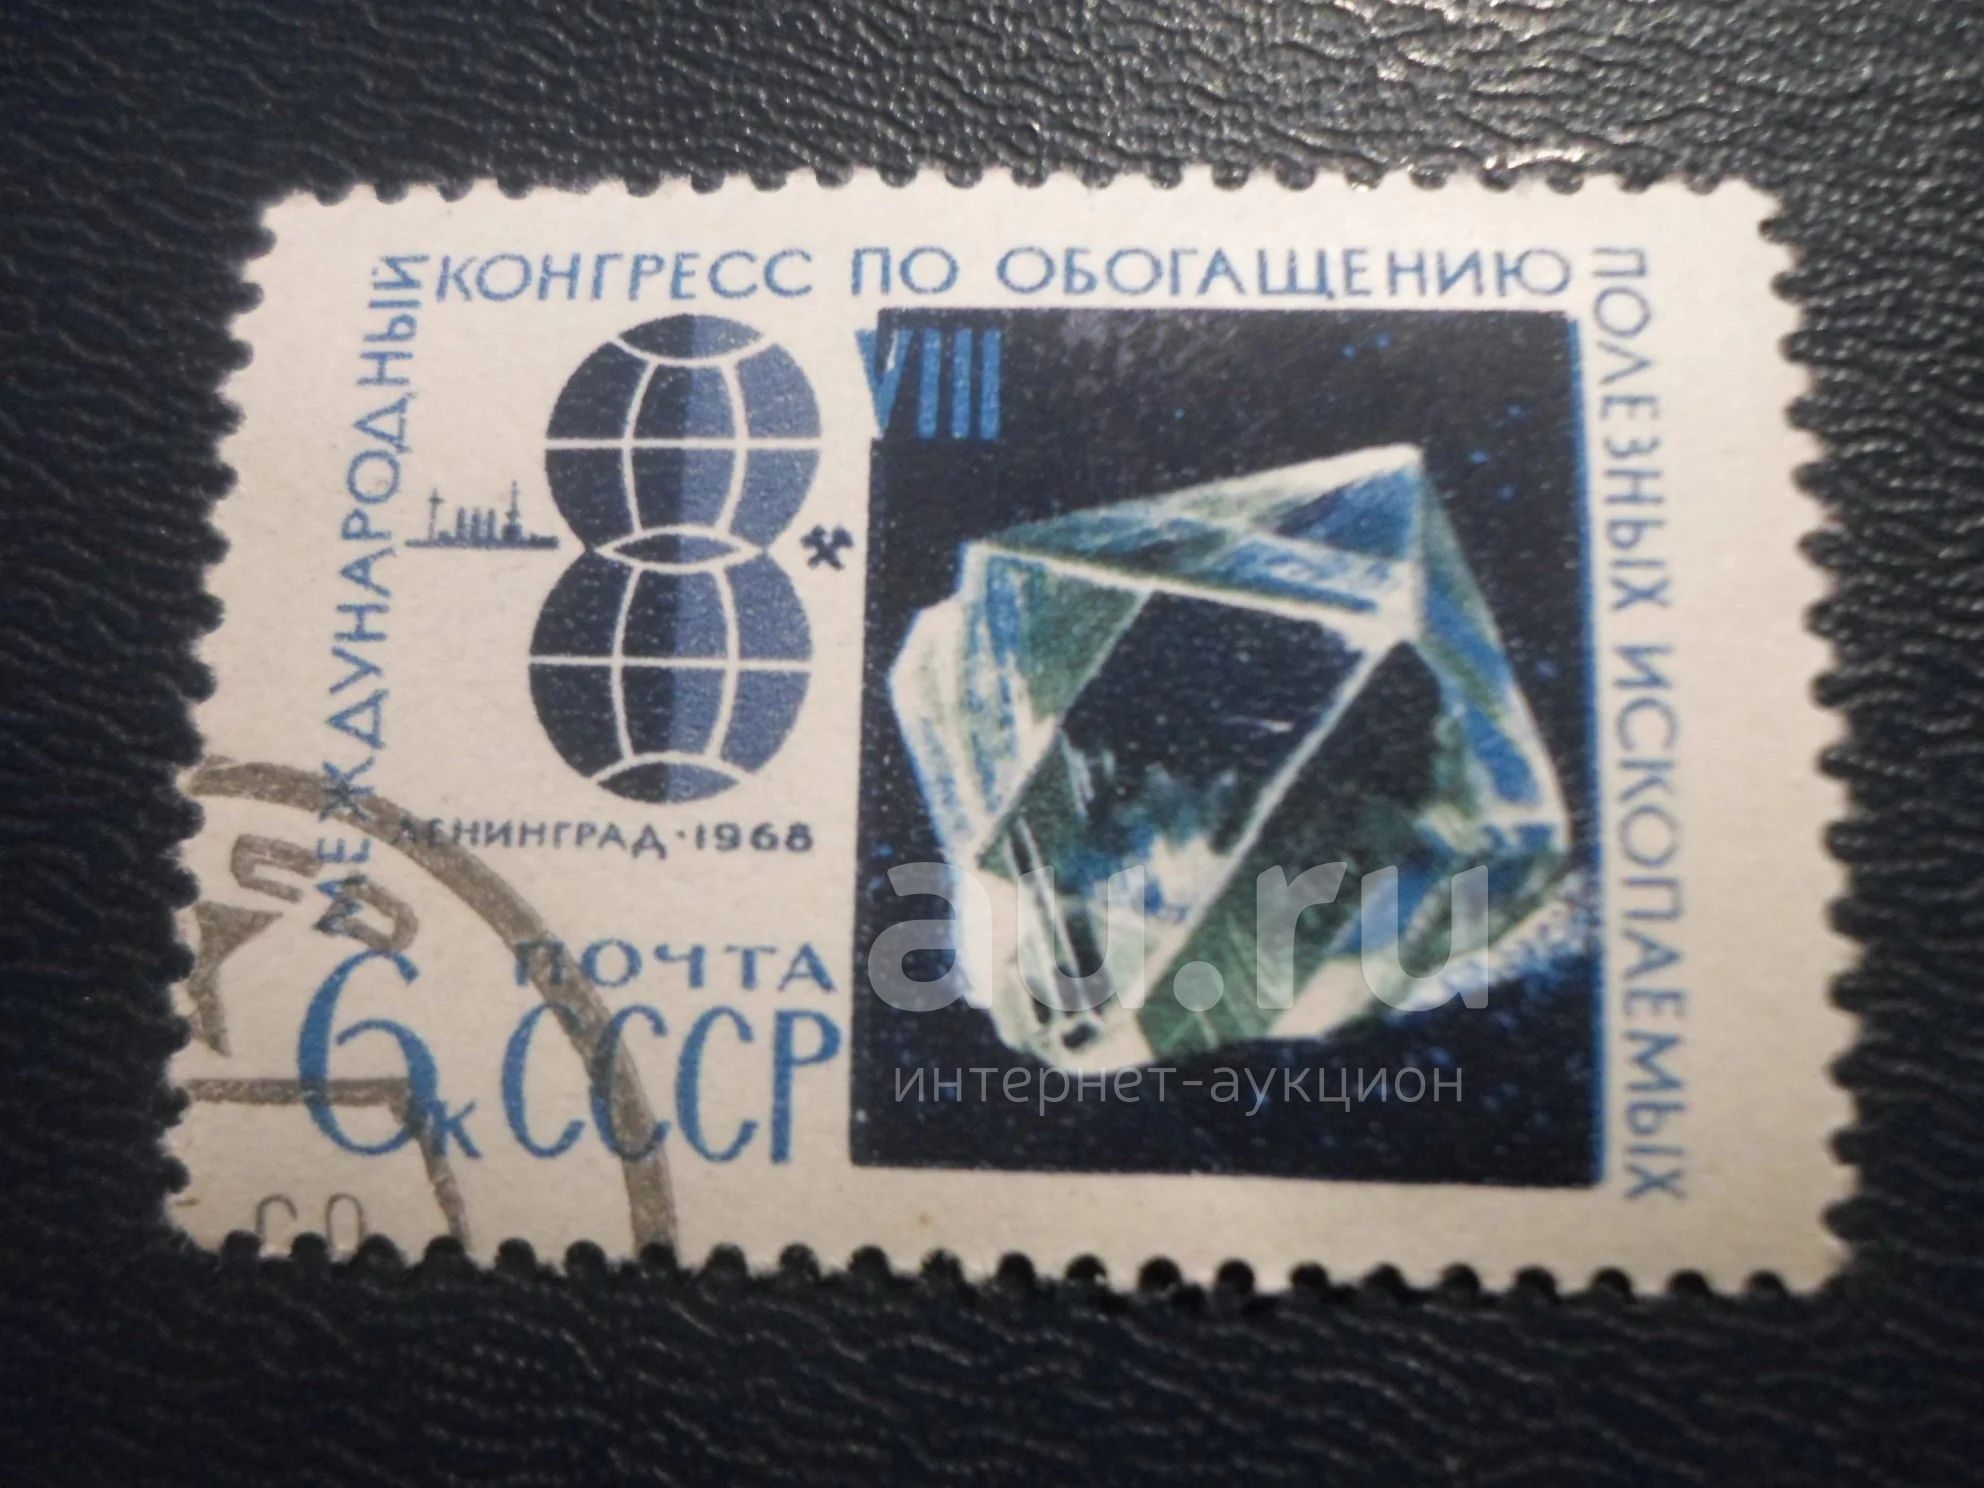 МЕЖДУНАРОДНЫЙ
КОНГРЕСС ПО ОБОГАЩЕНИЮ
ПОЛЕЗНЫХ ИСКОПАЕМЫХ
VIII
ЛЕНИНГРАД · 1968
ПОЧТА
6к СССР
au.ru
интернет-аукцион